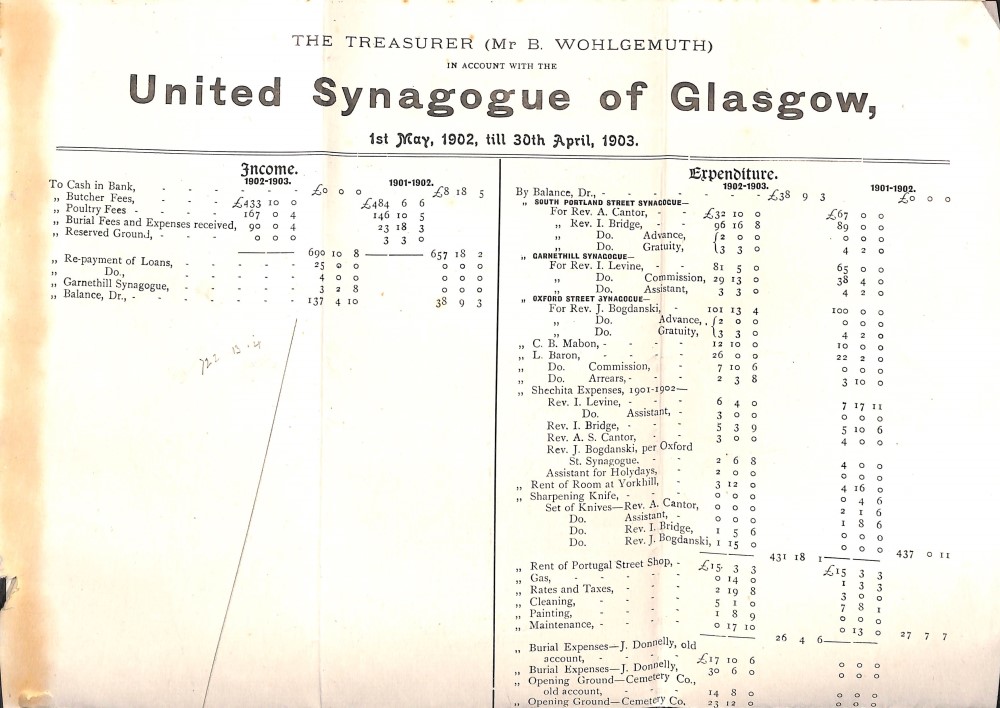 THE TREASURER (Mr B. WOHLGEMUTH)
IN ACCOUNT WITH THE
United Synagogue of Glasgow,
1st May, 1902, till 30th April, 1903.
Income.
1902-1903. 1901-1902.
To Cash in Bank, - - - - £0 0 0 £8 18 5
„ Butcher Fees, - - - £433 10 0 £484 6 6
„ Poultry Fees - - - - 167 0 4 146 10 5
„ Burial Fees and Expenses received, 90 0 4 23 18 3
„ Reserved Ground, - - - 0 0 0 3 3 0
690 10 8 657 18 2
„ Re-payment of Loans, - - - - 25 0 0 0 0 0
„ Do., - - - - 4 0 0 0 0 0
„ Garnethill Synagogue, - - - - 3 2 8 0 0 0
„ Balance, Dr., - - - - - 137 4 10 38 9 3
Expenditure.
1902-1903. 1901-1902.
By Balance, Dr., - - - - - £38 9 3 £0 0 0
„ SOUTH PORTLAND STREET SYNAGOGUE—
For Rev. A. Cantor, - - £32 10 0 £67 0 0
„ Rev. I. Bridge, - - 96 16 8 89 0 0
„ Do. Advance, { 2 0 0 0 0 0
„ Do. Gratuity, { 3 3 0 4 2 0
„ GARNETHILL SYNAGOGUE—
For Rev. I. Levine, - - 81 5 0 65 0 0
„ Do. Commission, 29 13 0 38 4 0
„ Do. Assistant, 3 3 0 4 2 0
„ OXFORD STREET SYNAGOGUE—
For Rev. J. Bogdanski, - 101 13 4 100 0 0
„ Do. Advance, { 2 0 0 0 0 0
„ Do. Gratuity, { 3 3 0 4 2 0
„ C. B. Mabon, - - - - 12 10 0 10 0 0
„ L. Baron, - - - - 26 0 0 22 2 0
„ Do. Commission, - - 7 10 6 0 0 0
„ Do. Arrears, - - - 2 3 8 3 10 0
„ Shechita Expenses, 1901-1902—
Rev. I. Levine, - - - 6 4 0 7 17 11
Do. Assistant, - 3 0 0 0 0 0
Rev. I. Bridge, - - - 5 3 9 5 10 6
Rev. A. S. Cantor, - - 3 0 0 4 0 0
Rev. J. Bogdanski, per Oxford
St. Synagogue. - - 2 6 8 4 0 0
Assistant for Holydays, - 2 0 0 0 0 0
„ Rent of Room at Yorkhill, - - 3 12 0 4 16 0
„ Sharpening Knife, - - - 0 0 0 0 4 6
Set of Knives—Rev. A. Cantor, 0 0 0 2 1 6
Do. Assistant, - 0 0 0 1 8 6
Do. Rev. I. Bridge, 1 5 6 0 0 0
Do. Rev. J. Bogdanski, 1 15 0 0 0 0
431 18 1 437 0 11
„ Rent of Portugal Street Shop, - £15 3 3 £15 3 3
„ Gas, - - - - - 0 14 0 1 3 3
„ Rates and Taxes, - - - 2 19 8 3 0 0
„ Cleaning, - - - - 5 1 0 7 8 1
„ Painting, - - - - 1 8 9 0 0 0
„ Maintenance, - - - - 0 17 10 0 13 0
26 4 6 27 7 7
„ Burial Expenses—J. Donnelly, old
account, - - - - £17 10 6 0 0 0
„ Burial Expenses—J. Donnelly, 30 6 0 0 0 0
„ Opening Ground—Cemetery Co.,
old account, - - - 14 8 0 0 0 0
„ Opening Ground—Cemetery Co. 23 12 0 0 0 0